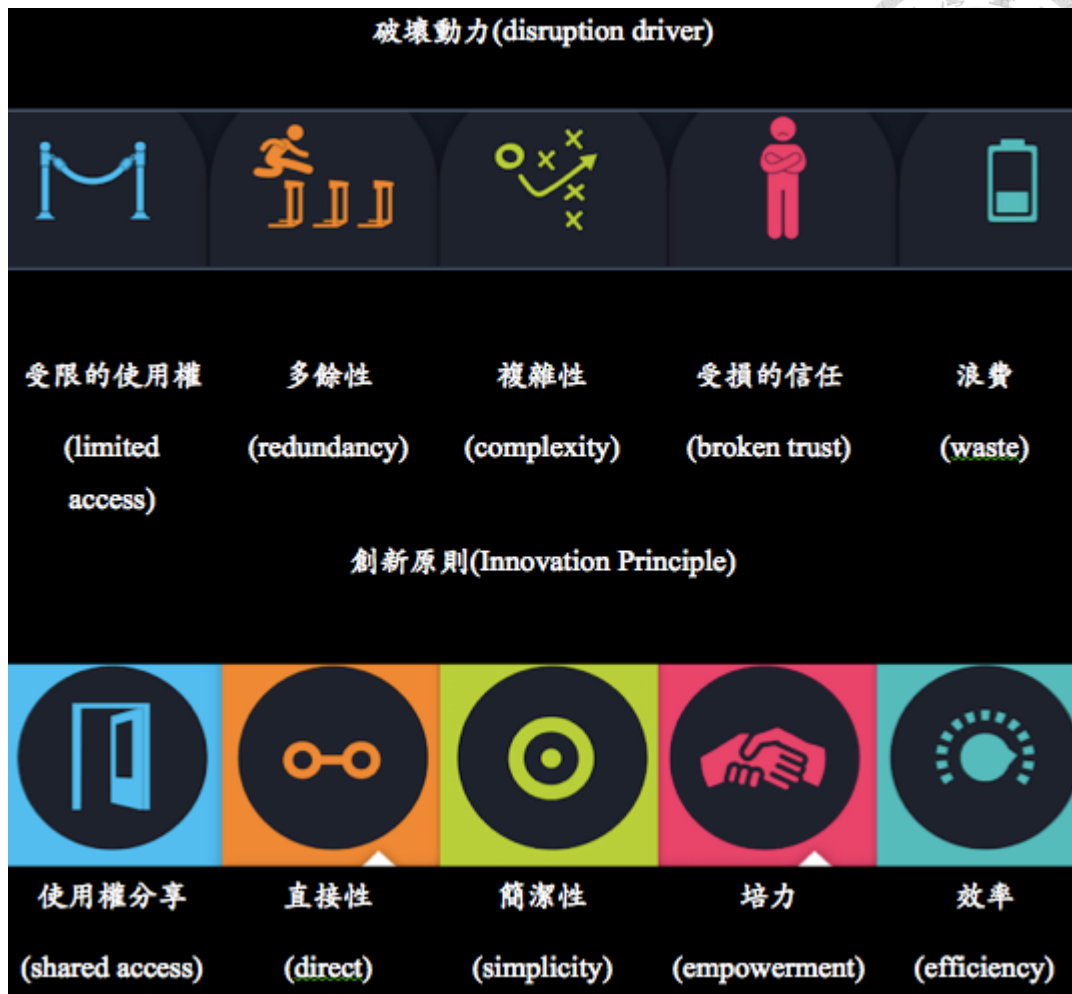 破壞動力(disruption driver)
受限的使用權 多餘性 複雜性 受損的信任 浪費
(limited (redundancy) (complexity) (broken trust) (waste)
access)
創新原則(Innovation Principle)
使用權分享 直接性 簡潔性 培力 效率
(shared access) (direct) (simplicity) (empowerment) (efficiency)